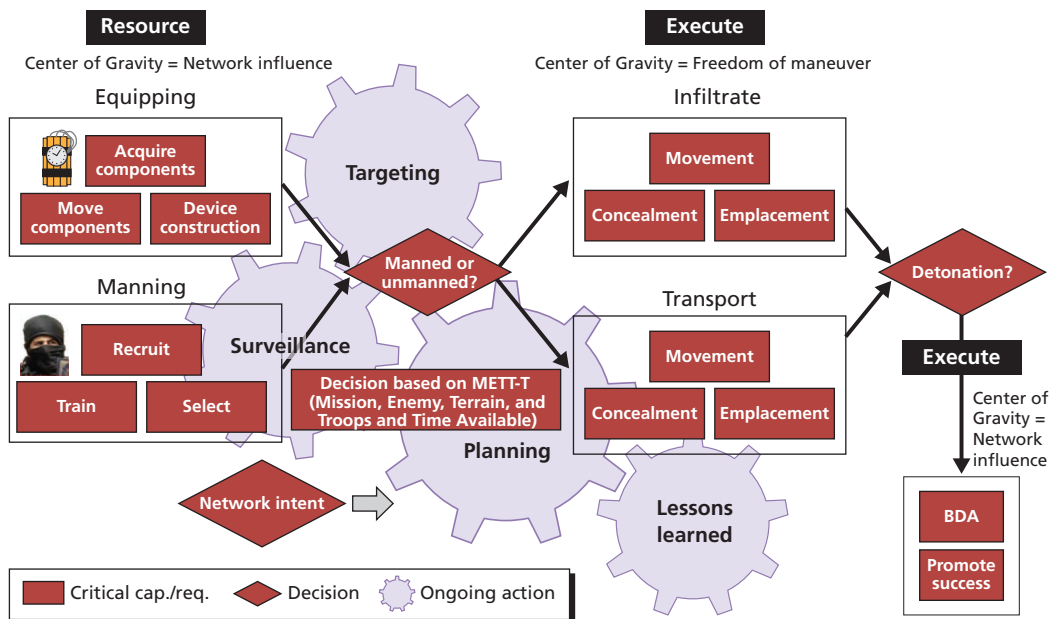 Resource
Center of Gravity = Network influence
Equipping
Acquire
components
Move
components
Device
construction
Manning
Recruit
Train
Select
Targeting
Surveillance
Manned or
unmanned?
Decision based on METT-T
(Mission, Enemy, Terrain, and
Troops and Time Available)
Planning
Network intent
Lessons
learned
Execute
Center of Gravity = Freedom of maneuver
Infiltrate
Movement
Concealment
Emplacement
Transport
Movement
Concealment
Emplacement
Detonation?
Execute
Center of
Gravity =
Network
influence
BDA
Promote
success
Critical cap./req.
Decision
Ongoing action